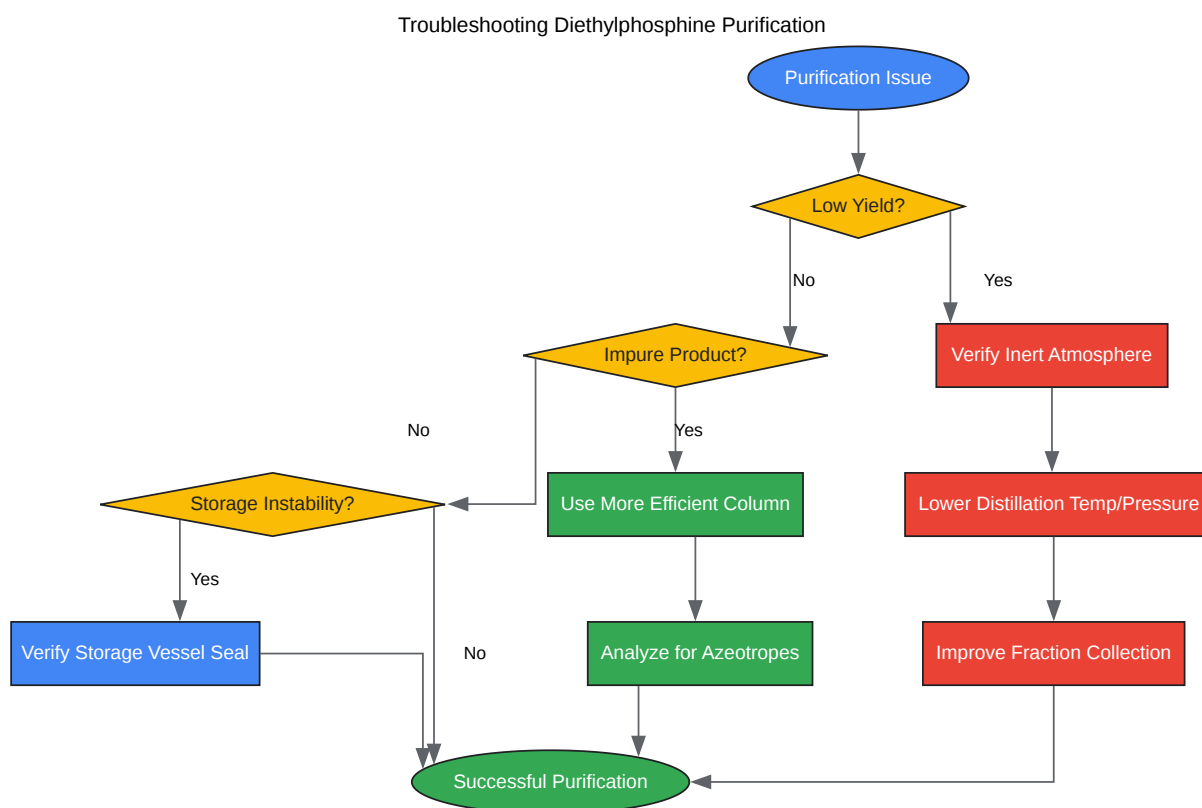 Troubleshooting Diethylphosphine Purification
Purification Issue
Low Yield?
No
Yes
Impure Product?
Verify Inert Atmosphere
No
Yes
Storage Instability?
Use More Efficient Column
Lower Distillation Temp/Pressure
Yes
Verify Storage Vessel Seal
No
Analyze for Azeotropes
Improve Fraction Collection
Successful Purification